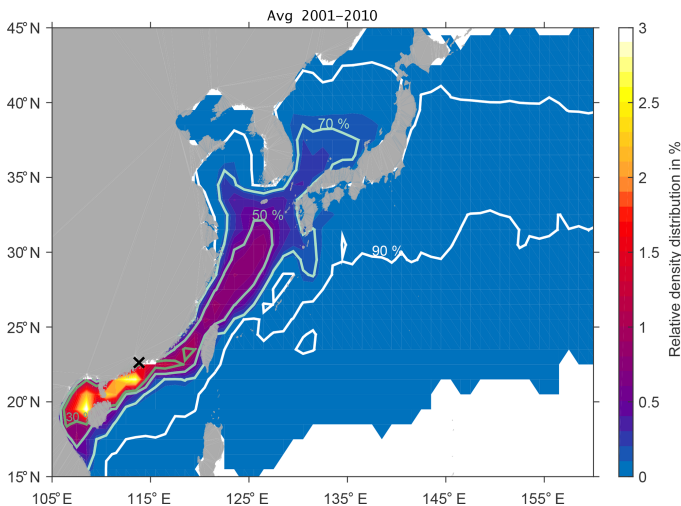 Avg 2001–2010
45° N
40° N
35° N
30° N
25° N
20° N
15° N
105° E
115° E
125° E
135° E
145° E
155° E
70 %
50 %
90 %
30
3
2.5
2
1.5
1
0.5
0
Relative density distribution in %